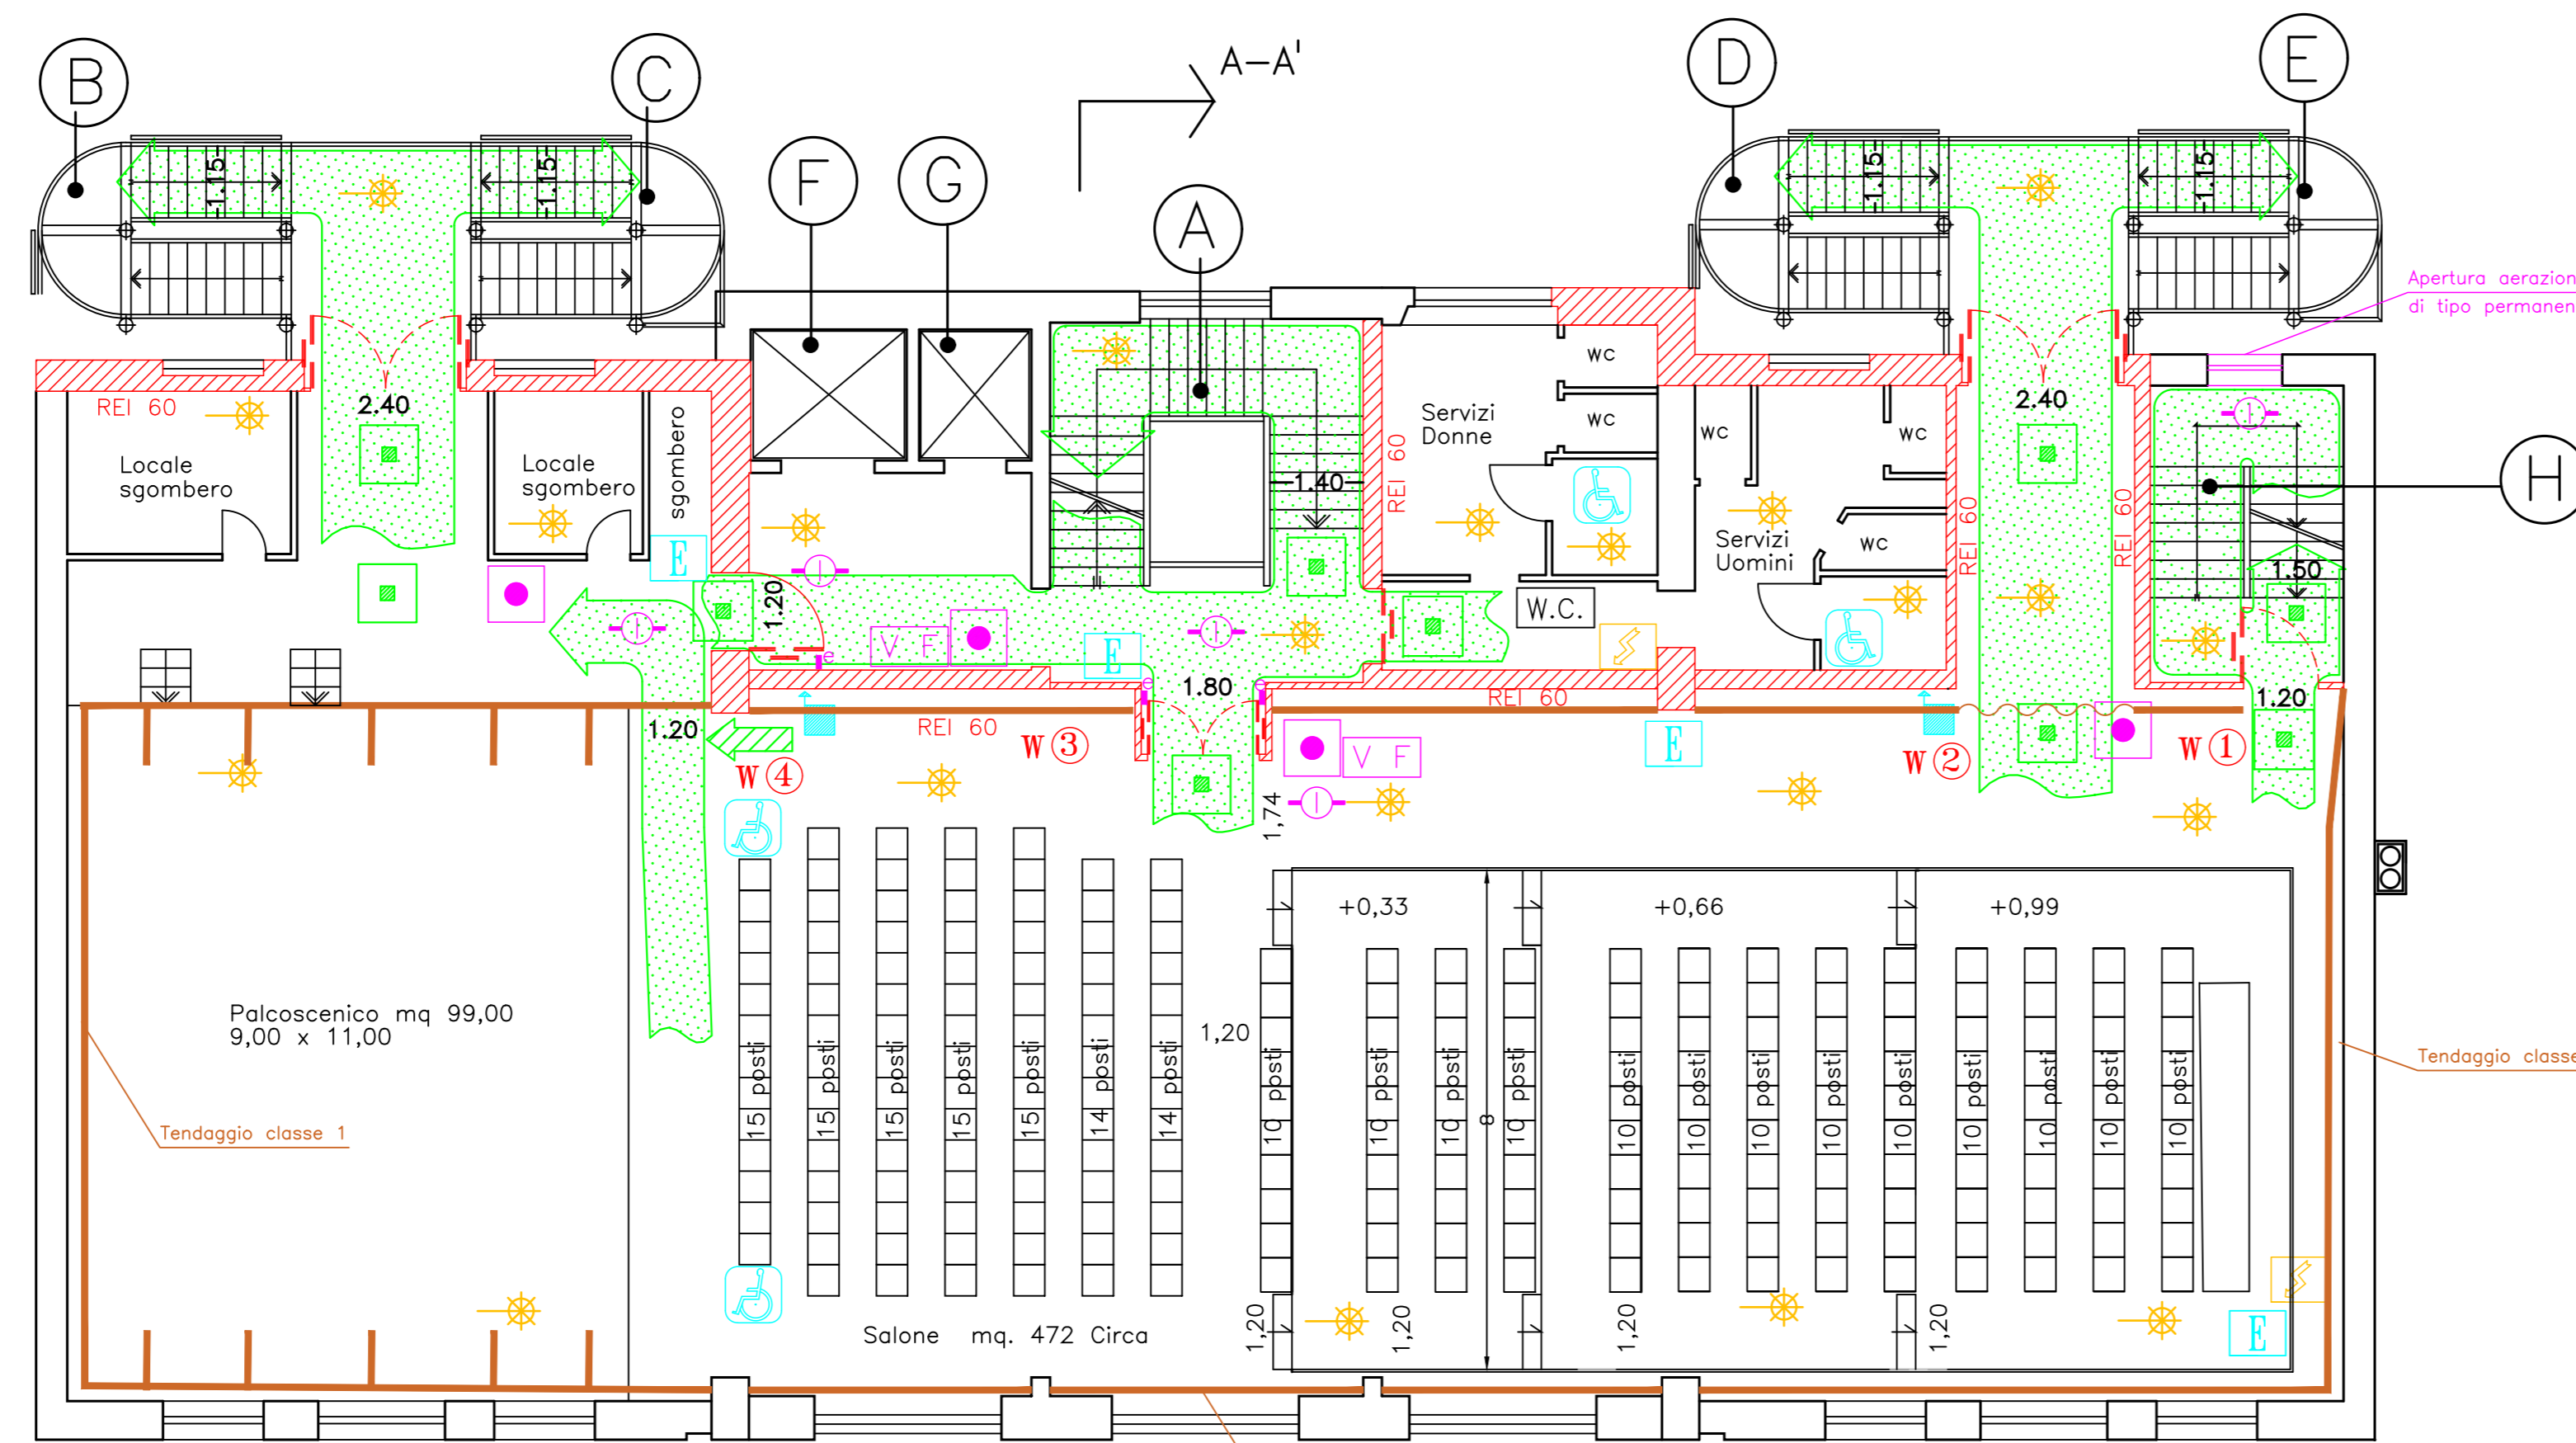 B
C
A-A'
D
E
F
G
A
-1.15-
-1.15-
-1.15-
-1.15-
Apertura aerazion
di tipo permanen
REI 60
2.40
Locale
sgombero
Locale
sgombero
sgombero
1.40
REI 60
Servizi
Donne
wc
wc
wc
wc
wc
Servizi
Uomini
REI 60
2.40
REI 60
H
1.50
E
1.20
V F
E
e
W.C.
1.80
e
e
REI 60
1.20
1.20
REI 60
W 3
W 4
V F
E
W 2
W 1
1,74
+0,33
+0,66
+0,99
Palcoscenico mq 99,00
9,00 x 11,00
1,20
15 posti
15 posti
15 posti
15 posti
15 posti
14 posti
14 posti
10 posti
10 posti
10 posti
10 posti
8
10 posti
10 posti
10 posti
10 posti
10 posti
10 posti
10 posti
10 posti
10 posti
Tendaggio classe
Tendaggio classe 1
Salone mq. 472 Circa
1,20
1,20
1,20
1,20
E